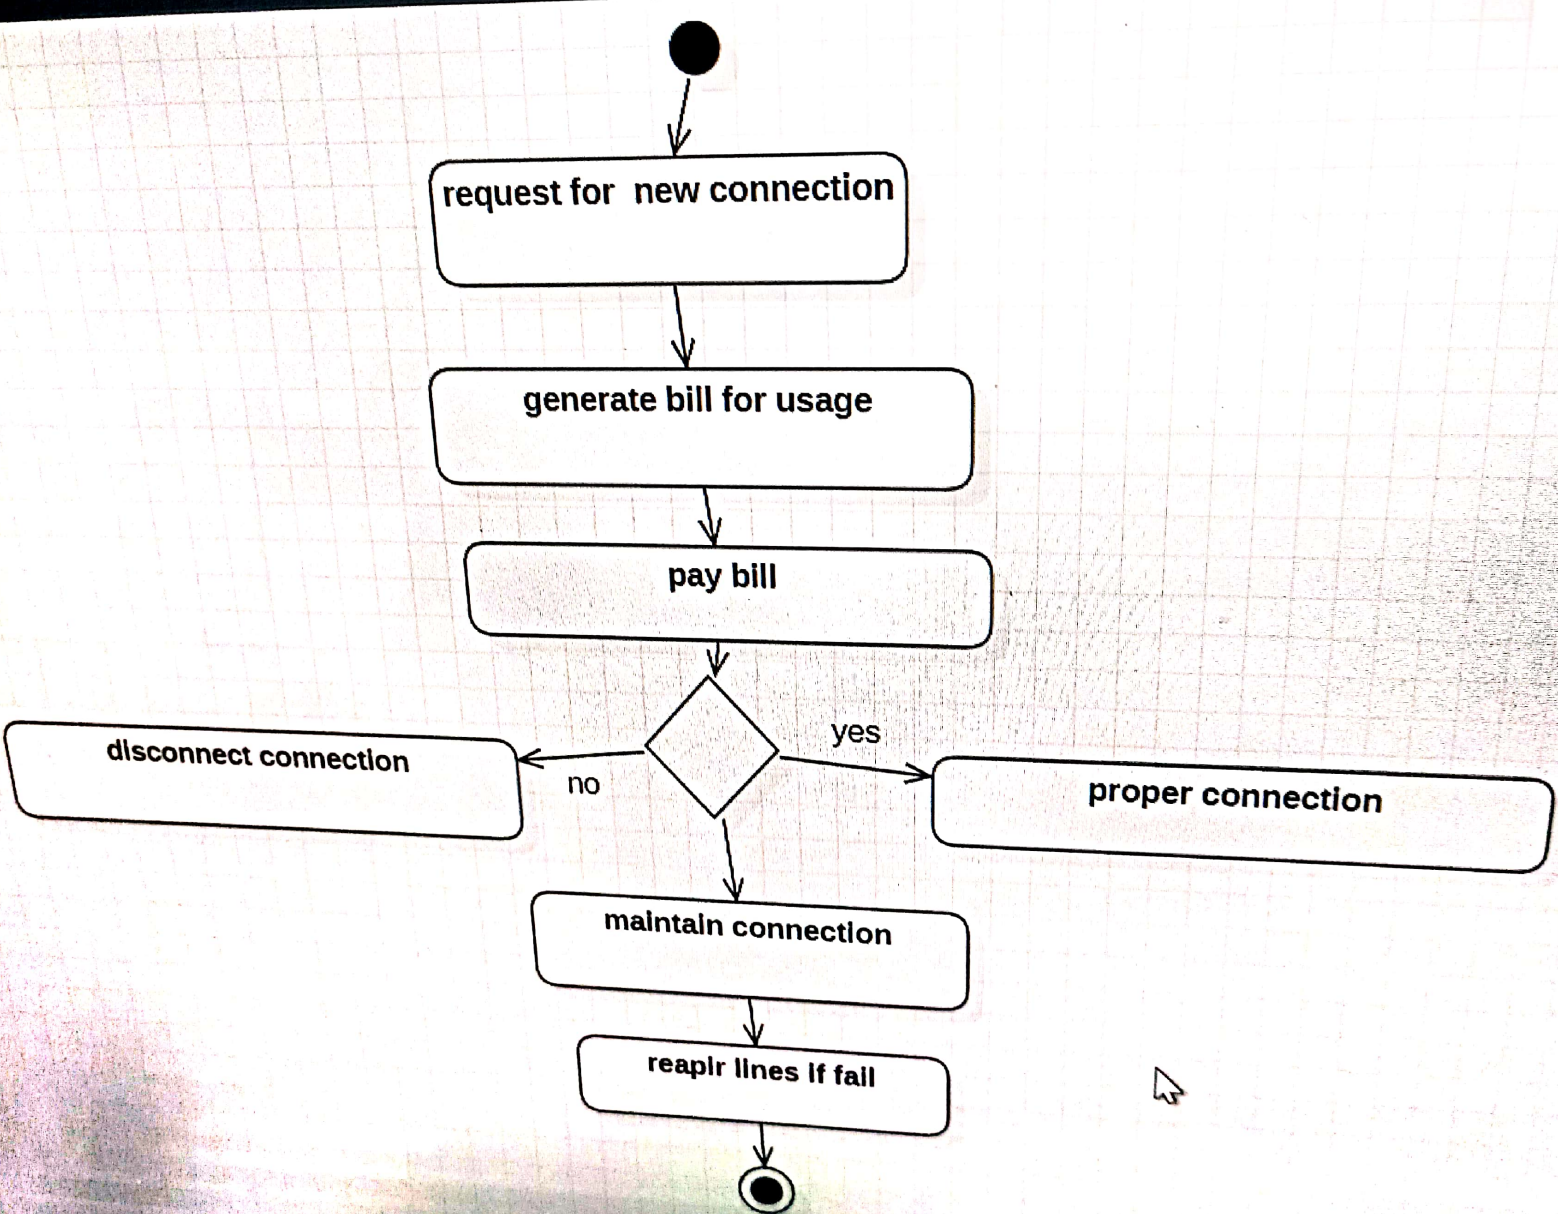 request for new connection
generate bill for usage
pay bill
yes
disconnect connection
no
proper connection
maintain connection
reapir lines if fail